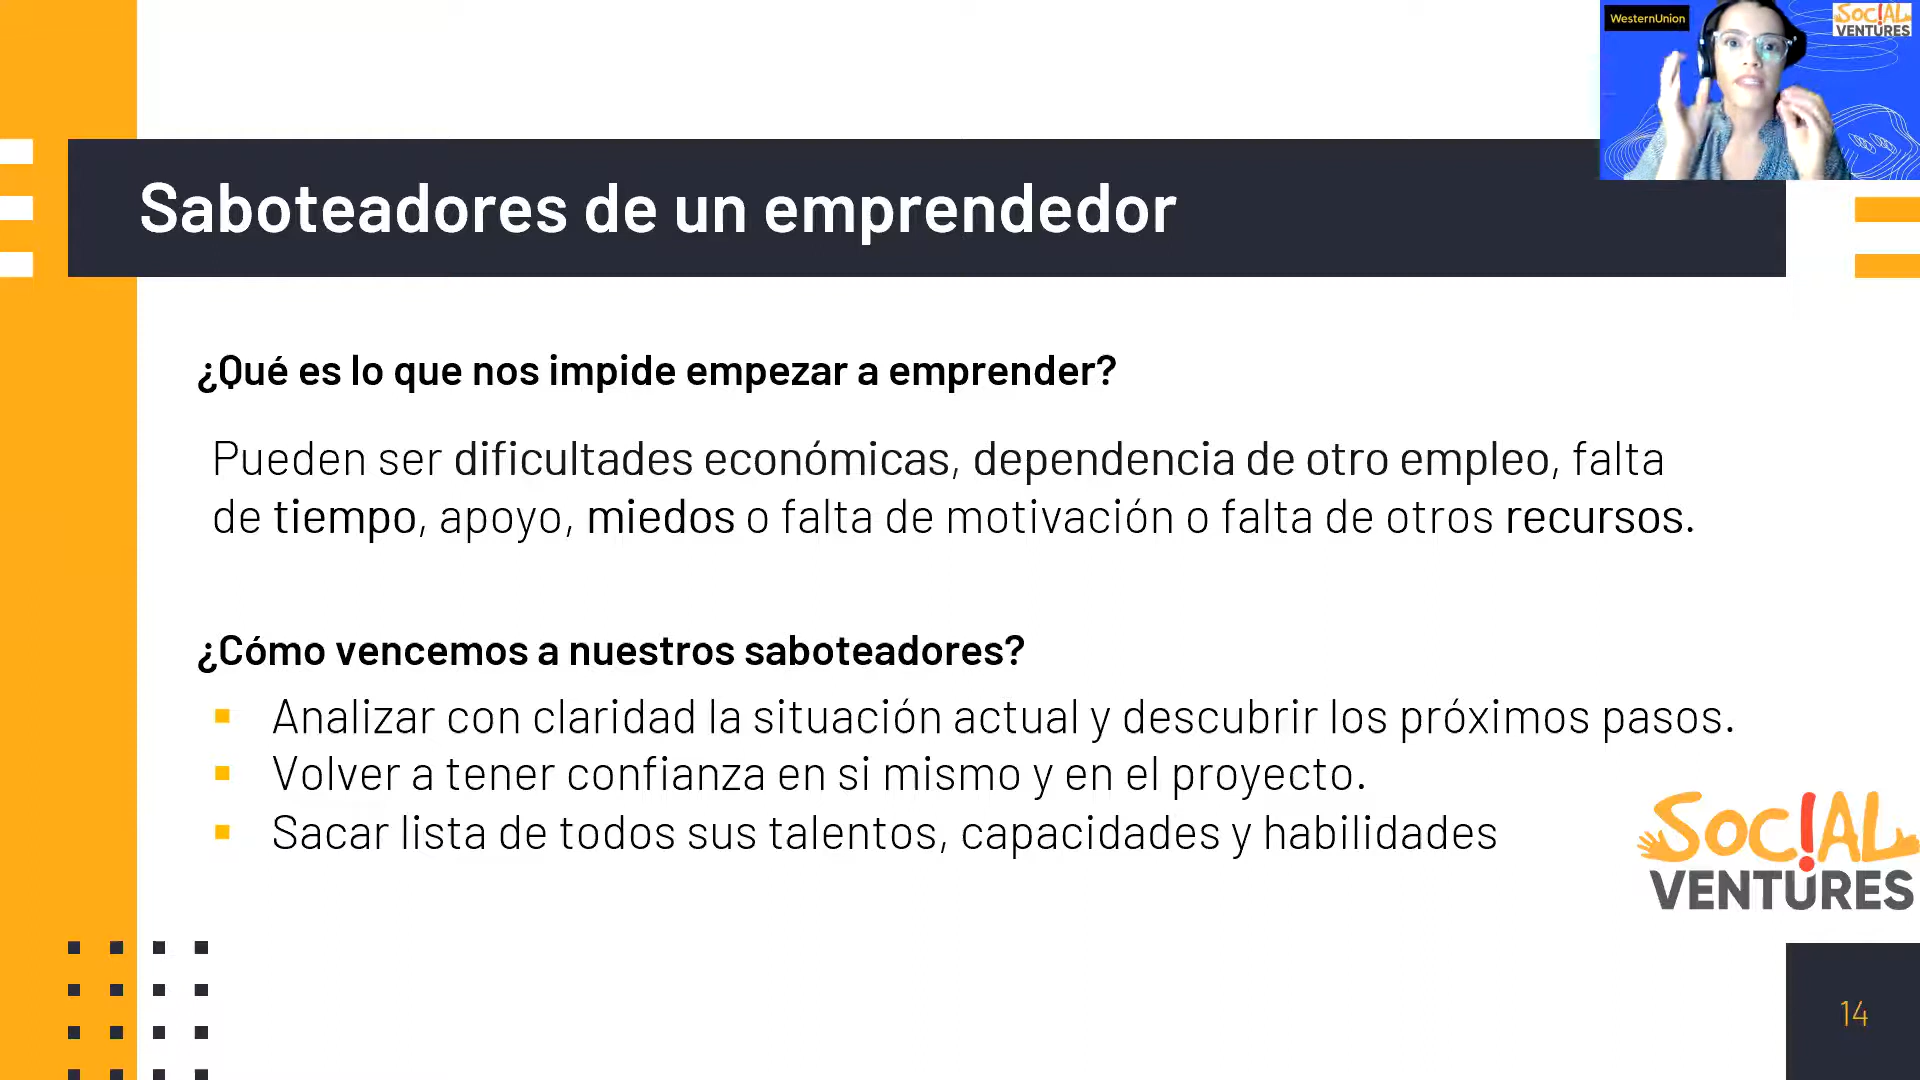 WesternUnion
SOC!AL
VENTURES
Saboteadores de un emprendedor
¿Qué es lo que nos impide empezar a emprender?
Pueden ser dificultades económicas, dependencia de otro empleo, falta
de tiempo, apoyo, miedos o falta de motivación o falta de otros recursos.
¿Cómo vencemos a nuestros saboteadores?
Analizar con claridad la situación actual y descubrir los próximos pasos.
Volver a tener confianza en si mismo y en el proyecto.
Sacar lista de todos sus talentos, capacidades y habilidades
SOC!AL
VENTURES
14